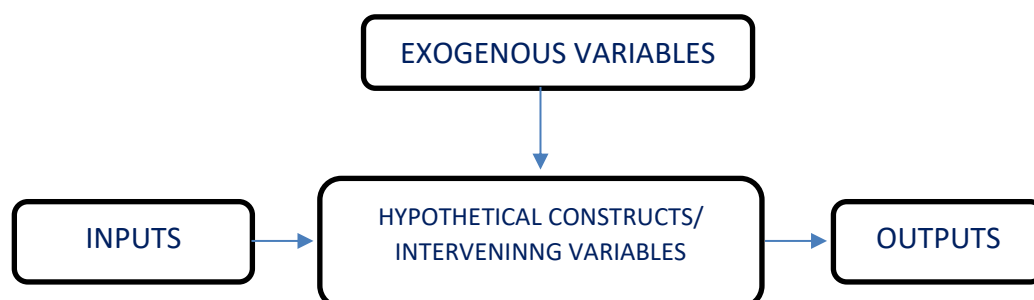 EXOGENOUS VARIABLES
INPUTS
HYPOTHETICAL CONSTRUCTS/
INTERVENINNG VARIABLES
OUTPUTS